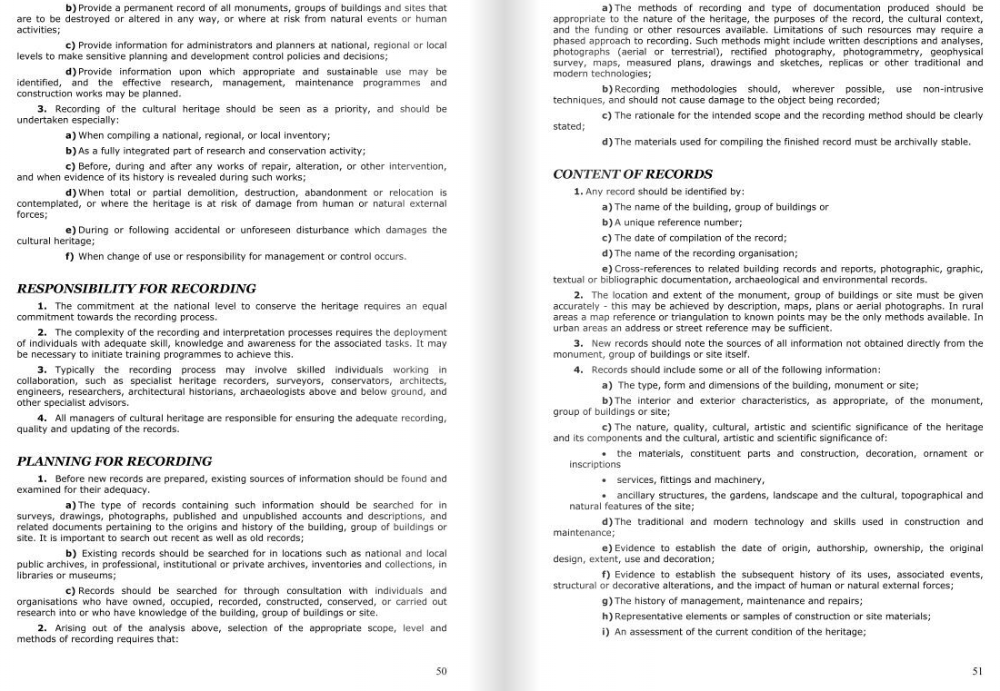 b) Provide a permanent record of all monuments, groups of buildings and sites that
are to be destroyed or altered in any way, or where at risk from natural events or human
activities;
c) Provide information for administrators and planners at national, regional or local
levels to make sensitive planning and development control policies and decisions;
d) Provide information upon which appropriate and sustainable use may be
identified, and the effective research, management, maintenance programmes and
construction works may be planned.
3. Recording of the cultural heritage should be seen as a priority, and should be
undertaken especially:
a) When compiling a national, regional, or local inventory;
b) As a fully integrated part of research and conservation activity;
c) Before, during and after any works of repair, alteration, or other intervention,
and when evidence of its history is revealed during such works;
d) When total or partial demolition, destruction, abandonment or relocation is
contemplated, or where the heritage is at risk of damage from human or natural external
forces;
e) During or following accidental or unforeseen disturbance which damages the
cultural heritage;
f) When change of use or responsibility for management or control occurs.
RESPONSIBILITY FOR RECORDING
1. The commitment at the national level to conserve the heritage requires an equal
commitment towards the recording process.
2. The complexity of the recording and interpretation processes requires the deployment
of individuals with adequate skill, knowledge and awareness for the associated tasks. It may
be necessary to initiate training programmes to achieve this.
3. Typically the recording process may involve skilled individuals working in
collaboration, such as specialist heritage recorders, surveyors, conservators, architects,
engineers, researchers, architectural historians, archaeologists above and below ground, and
other specialist advisors.
4. All managers of cultural heritage are responsible for ensuring the adequate recording,
quality and updating of the records.
PLANNING FOR RECORDING
1. Before new records are prepared, existing sources of information should be found and
examined for their adequacy.
a) The type of records containing such information should be searched for in
surveys, drawings, photographs, published and unpublished accounts and descriptions, and
related documents pertaining to the origins and history of the building, group of buildings or
site. It is important to search out recent as well as old records;
b) Existing records should be searched for in locations such as national and local
public archives, in professional, institutional or private archives, inventories and collections, in
libraries or museums;
c) Records should be searched for through consultation with individuals and
organisations who have owned, occupied, recorded, constructed, conserved, or carried out
research into or who have knowledge of the building, group of buildings or site.
2. Arising out of the analysis above, selection of the appropriate scope, level and
methods of recording requires that:
50
a) The methods of recording and type of documentation produced should be
appropriate to the nature of the heritage, the purposes of the record, the cultural context,
and the funding or other resources available. Limitations of such resources may require a
phased approach to recording. Such methods might include written descriptions and analyses,
photographs (aerial or terrestrial), rectified photography, photogrammetry, geophysical
survey, maps, measured plans, drawings and sketches, replicas or other traditional and
modern technologies;
b) Recording methodologies should, wherever possible, use non-intrusive
techniques, and should not cause damage to the object being recorded;
c) The rationale for the intended scope and the recording method should be clearly
stated;
d) The materials used for compiling the finished record must be archivally stable.
CONTENT OF RECORDS
1. Any record should be identified by:
a) The name of the building, group of buildings or
b) A unique reference number;
c) The date of compilation of the record;
d) The name of the recording organisation;
e) Cross-references to related building records and reports, photographic, graphic,
textual or bibliographic documentation, archaeological and environmental records.
2. The location and extent of the monument, group of buildings or site must be given
accurately - this may be achieved by description, maps, plans or aerial photographs. In rural
areas a map reference or triangulation to known points may be the only methods available. In
urban areas an address or street reference may be sufficient.
3. New records should note the sources of all information not obtained directly from the
monument, group of buildings or site itself.
4. Records should include some or all of the following information:
a) The type, form and dimensions of the building, monument or site;
b) The interior and exterior characteristics, as appropriate, of the monument,
group of buildings or site;
c) The nature, quality, cultural, artistic and scientific significance of the heritage
and its components and the cultural, artistic and scientific significance of:
• the materials, constituent parts and construction, decoration, ornament or
inscriptions
• services, fittings and machinery,
• ancillary structures, the gardens, landscape and the cultural, topographical and
natural features of the site;
d) The traditional and modern technology and skills used in construction and
maintenance;
e) Evidence to establish the date of origin, authorship, ownership, the original
design, extent, use and decoration;
f) Evidence to establish the subsequent history of its uses, associated events,
structural or decorative alterations, and the impact of human or natural external forces;
g) The history of management, maintenance and repairs;
h) Representative elements or samples of construction or site materials;
i) An assessment of the current condition of the heritage;
51